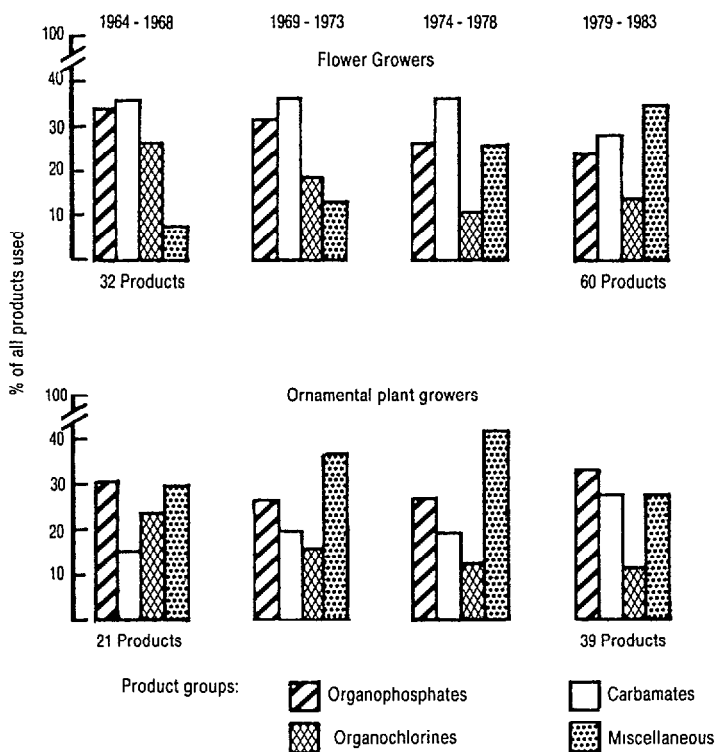 1964 - 1968 1969 - 1973 1974 - 1978 1979 - 1983
100
Flower Growers
40
30
20
10
32 Products 60 Products
% of all products used
100
Ornamental plant growers
40
30
20
10
21 Products 39 Products
Product groups:
Organophosphates Carbamates
Organochlorines Miscellaneous